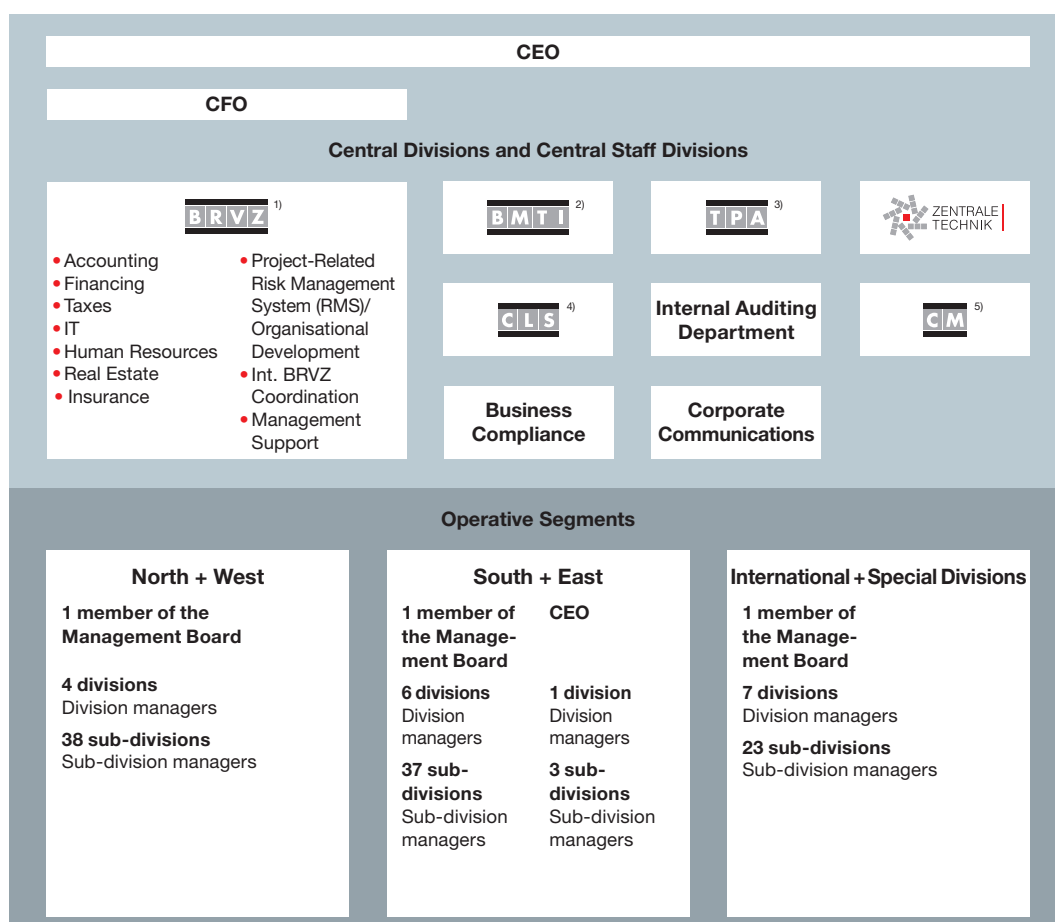 CEO
CFO
Central Divisions and Central Staff Divisions
BRVZ 1)
• Accounting
• Financing
• Taxes
• IT
• Human Resources
• Real Estate
• Insurance
• Project-Related
Risk Management
System (RMS)/
Organisational
Development
• Int. BRVZ
Coordination
• Management
Support
BMTI 2)
TPA 3)
ZENTRALE
TECHNIK
CLS 4)
Internal Auditing
Department
CM 5)
Business
Compliance
Corporate
Communications
Operative Segments
North + West
1 member of the
Management Board
4 divisions
Division managers
38 sub-divisions
Sub-division managers
South + East
1 member of
the Manage-
ment Board
6 divisions
Division
managers
37 sub-
divisions
Sub-division
managers
CEO
1 division
Division
managers
3 sub-
divisions
Sub-division
managers
International + Special Divisions
1 member of
the Manage-
ment Board
7 divisions
Division managers
23 sub-divisions
Sub-division managers